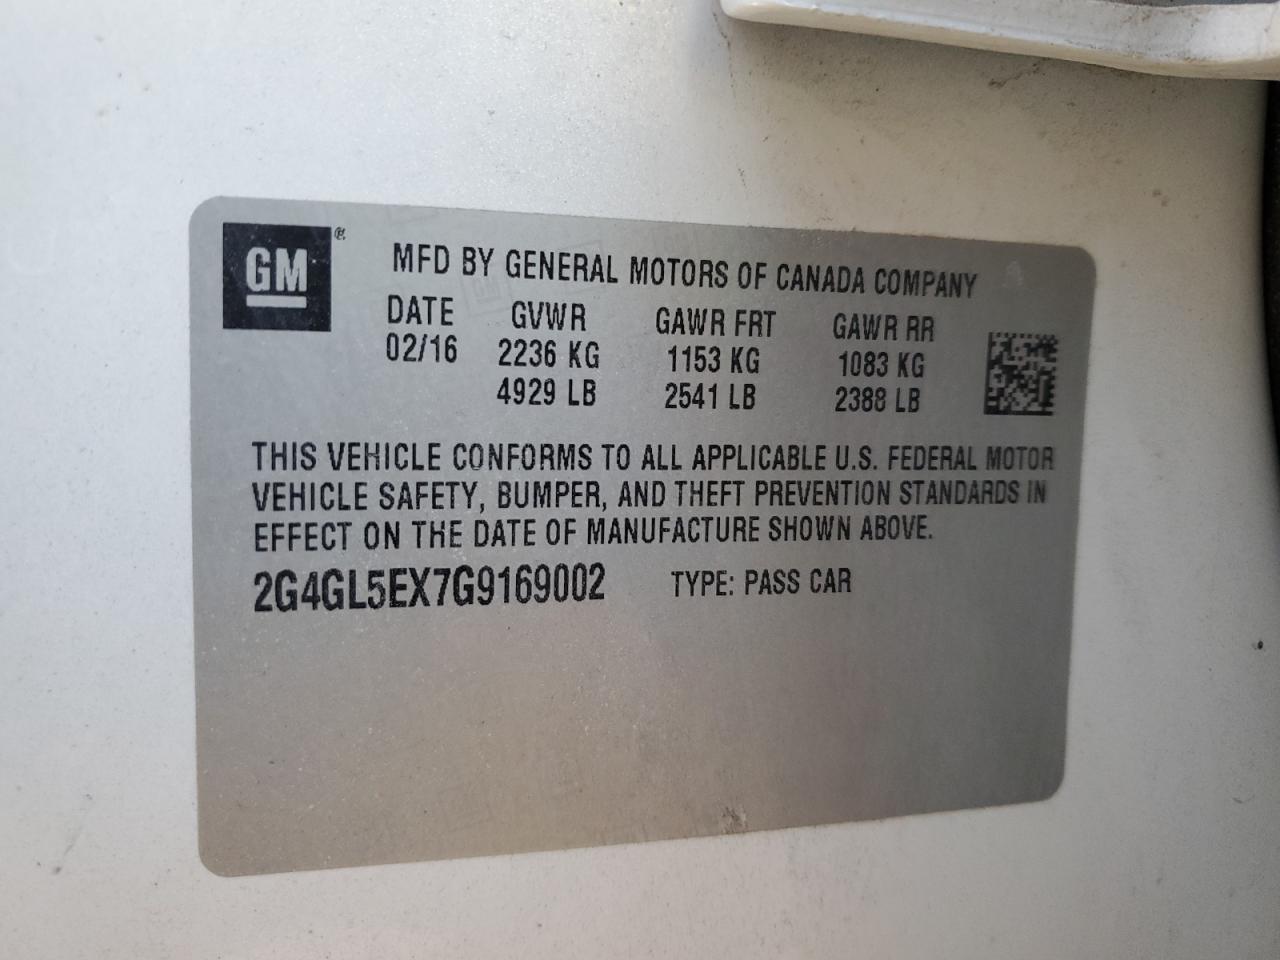 GM ®
MFD BY GENERAL MOTORS OF CANADA COMPANY
DATE GVWR GAWR FRT GAWR RR
02/16 2236 KG 1153 KG 1083 KG
4929 LB 2541 LB 2388 LB
THIS VEHICLE CONFORMS TO ALL APPLICABLE U.S. FEDERAL MOTOR
VEHICLE SAFETY, BUMPER, AND THEFT PREVENTION STANDARDS IN
EFFECT ON THE DATE OF MANUFACTURE SHOWN ABOVE.
2G4GL5EX7G9169002 TYPE: PASS CAR